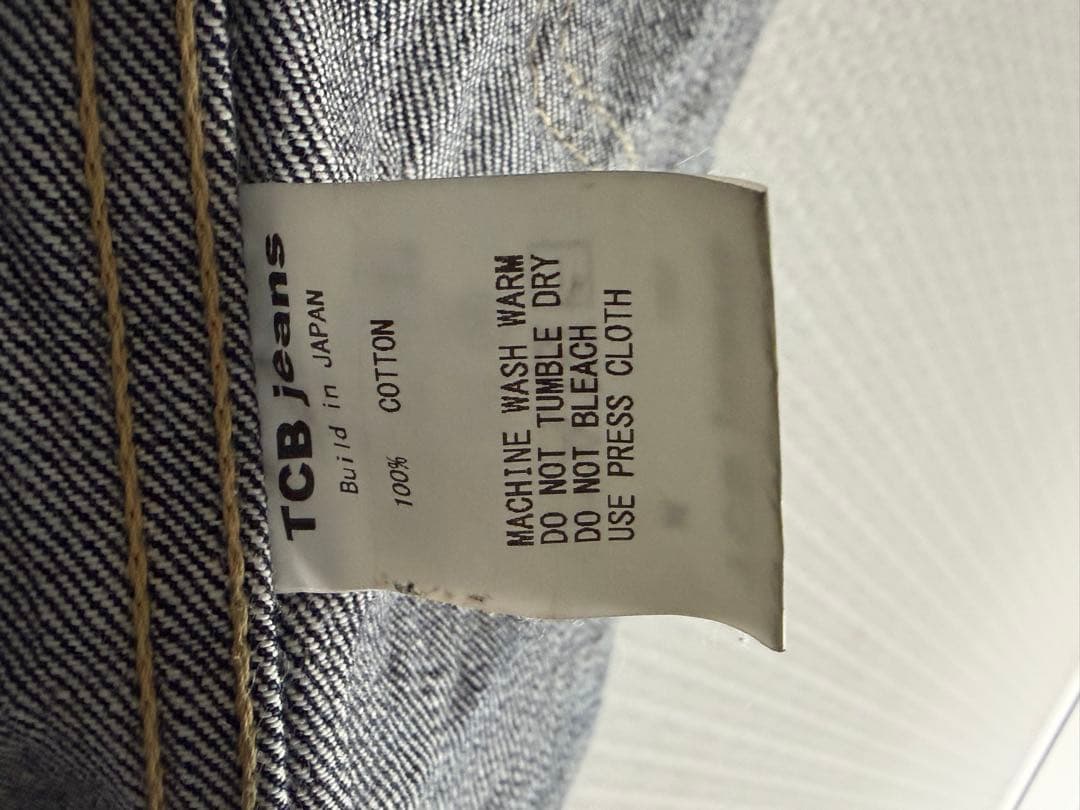 TCB jeans
Build in JAPAN
100% COTTON
MACHINE WASH WARM
DO NOT TUMBLE DRY
DO NOT BLEACH
USE PRESS CLOTH